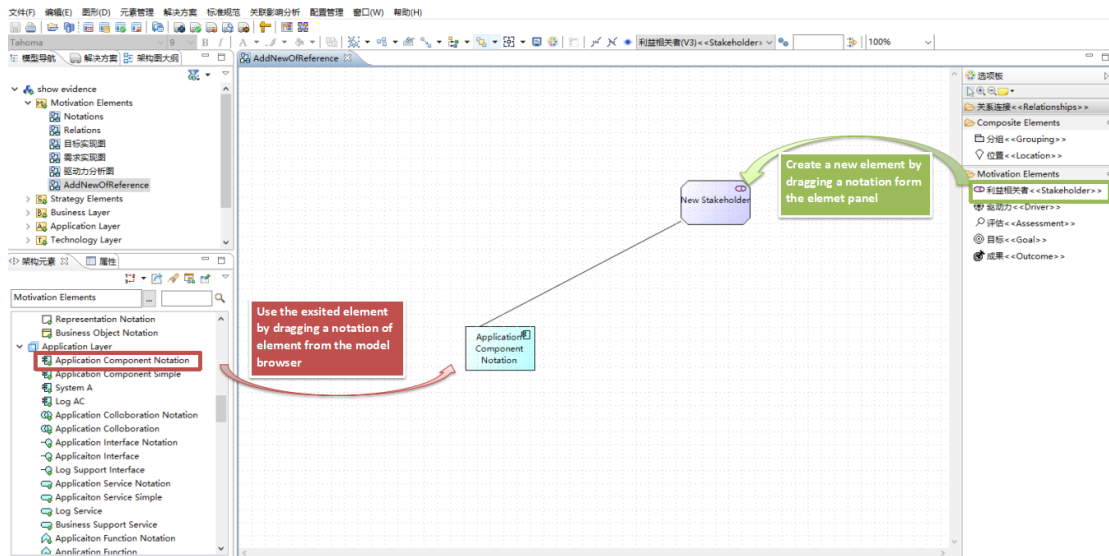 文件(F) 编辑(E) 图形(D) 元素管理 解决方案 标准规范 关联影响分析 配置管理 窗口(W) 帮助(H)
Tahoma 9 B I A 利益相关者(V3)<<Stakeholder> 100%
模型导航 解决方案 架构图大纲
AddNewOfReference
show evidence
Motivation Elements
Notations
Relations
目标实现图
需求实现图
驱动力分析图
AddNewOfReference
Strategy Elements
Business Layer
Application Layer
Technology Layer
架构元素 属性
Motivation Elements ...
Representation Notation
Business Object Notation
Application Layer
Application Component Notation
Application Component Simple
System A
Log AC
Application Colloboration Notation
Application Colloboration
Application Interface Notation
Applicaiton Interface
Log Support Interface
Application Service Notation
Applicaiton Service Simple
Log Service
Business Support Service
Applicaiton Function Notation
Application Function
Use the exsited element
by dragging a notation of
element from the model
browser
Application
Component
Notation
New Stakeholder
Create a new element by
dragging a notation form
the elemet panel
选项板
关系连接<<Relationships>>
Composite Elements
分组<<Grouping>>
位置<<Location>>
Motivation Elements
利益相关者<<Stakeholder>>
驱动力<<Driver>>
评估<<Assessment>>
目标<<Goal>>
成果<<Outcome>>